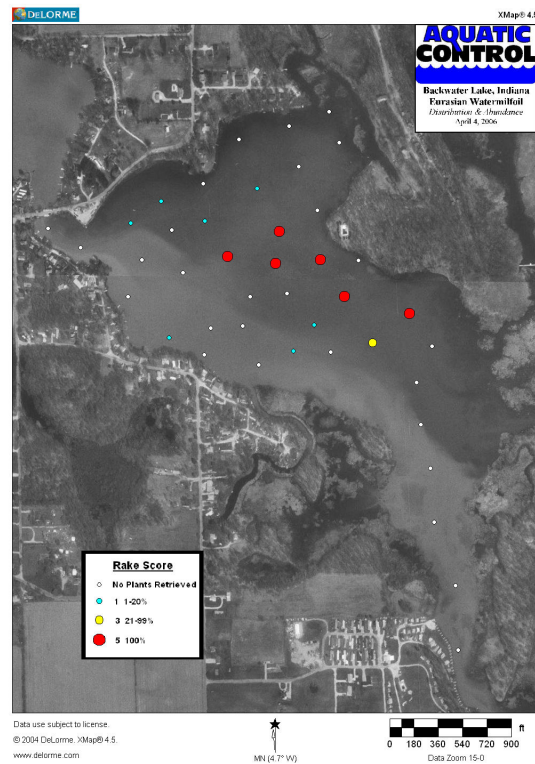 DELORME
XMap® 4.5
AQUATIC
CONTROL
Backwater Lake, Indiana
Eurasian Watermilfoil
Distribution & Abundance
April 4, 2006
Rake Score
No Plants Retrieved
1 1-20%
3 21-99%
5 100%
Data use subject to license.
© 2004 DeLorme. XMap® 4.5.
www.delorme.com
MN (4.7° W)
ft
0 180 360 540 720 900
Data Zoom 15-0